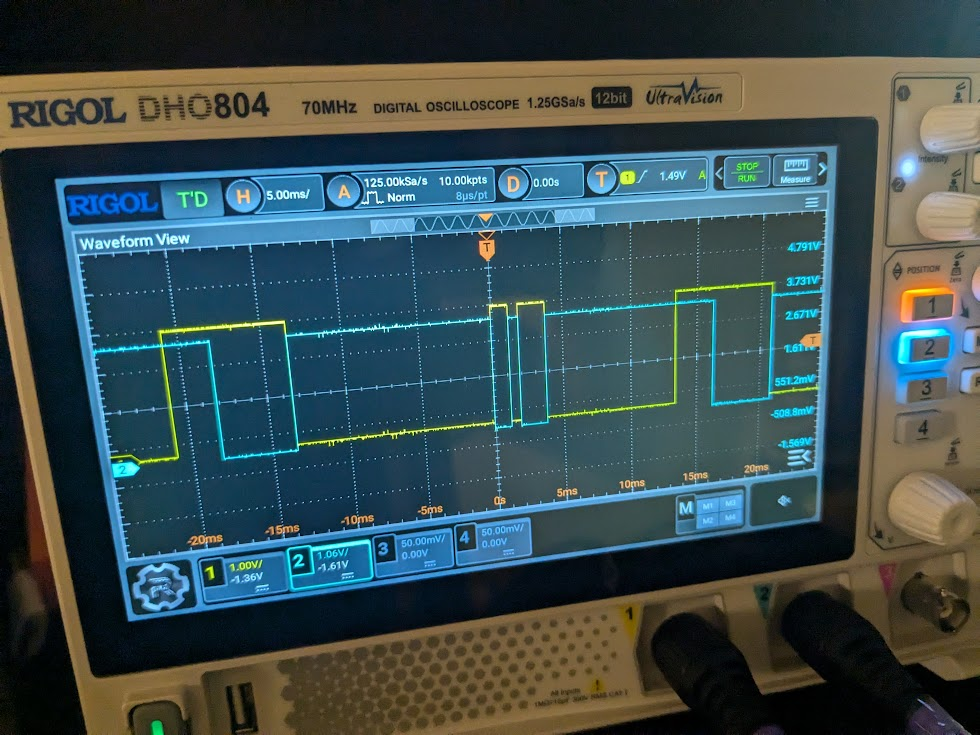 RIGOL DHO804 70MHz DIGITAL OSCILLOSCOPE 1.25GSa/s 12bit UltraVision
RIGOL T'D H 5.00ms/ A 125.00kSa/s 10.00kpts D 0.00s T 1 1.49V A STOP RUN Measure
Norm 8μs/pt
Waveform View
T
4.791V
3.731V
2.671V
1.611V
T
551.2mV
-508.8mV
-1.569V
2
-20ms -15ms -10ms -5ms 0s 5ms 10ms 15ms 20ms
1 1.00V/ -1.36V
2 1.06V/ -1.61V
3 50.00mV/ 0.00V
4 50.00mV/ 0.00V
M M1 M3 M2 M4
Intensity
POSITION
Zero
1
2
3
4
1
2
All Inputs